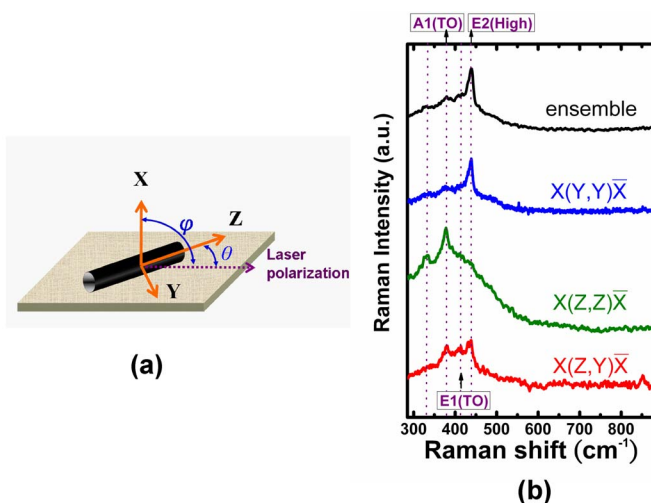 X
φ
Z
θ
Laser
polarization
Y
(a)
A1(TO)
E2(High)
ensemble
X(Y,Y)X̅
X(Z,Z)X̅
X(Z,Y)X̅
E1(TO)
Raman Intensity (a.u.)
300 400 500 600 700 800
Raman shift (cm⁻¹)
(b)